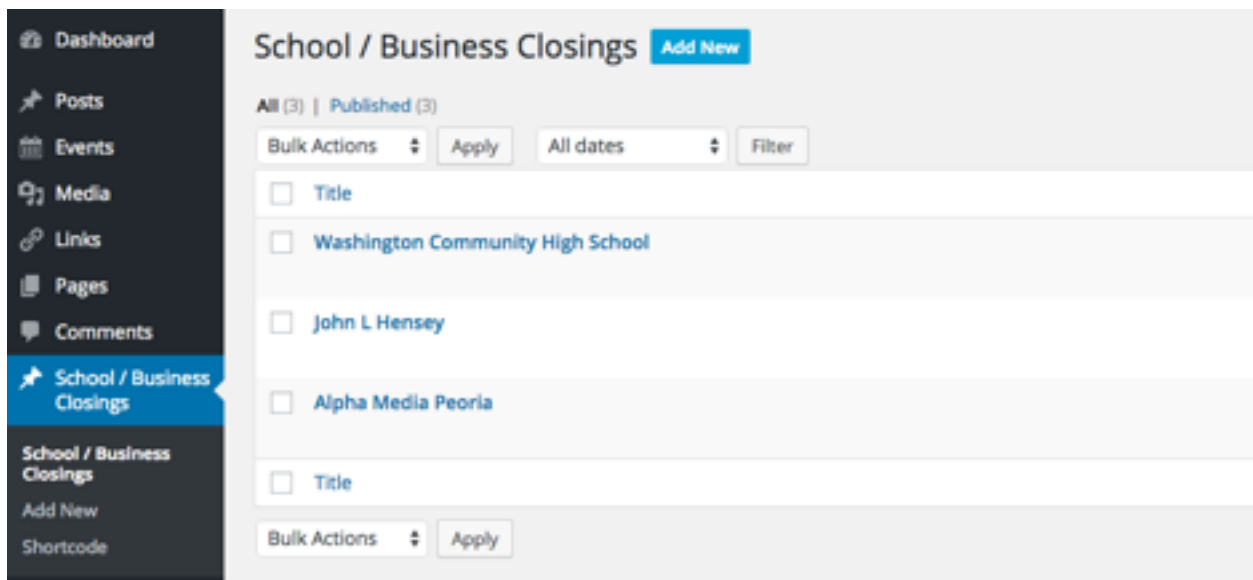 Dashboard
Posts
Events
Media
Links
Pages
Comments
School / Business
Closings
School / Business
Closings
Add New
Shortcode
School / Business Closings Add New
All (3) | Published (3)
Bulk Actions Apply All dates Filter
Title
Washington Community High School
John L Hensey
Alpha Media Peoria
Title
Bulk Actions Apply